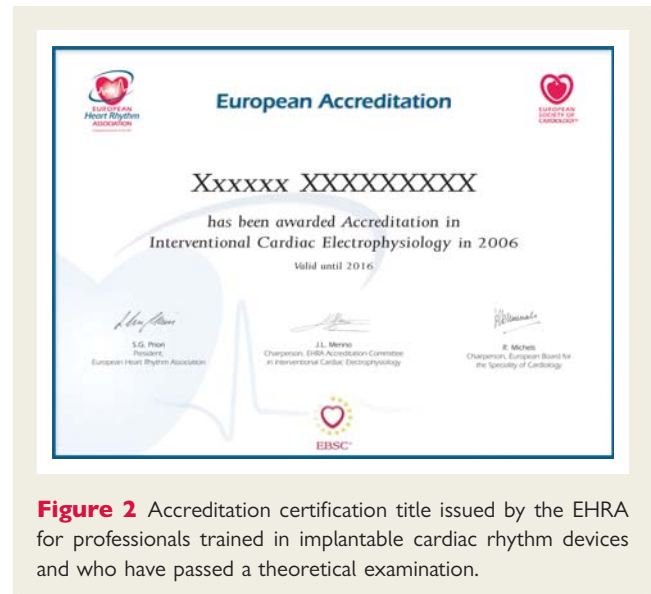 EUROPEAN
Heart Rhythm
ASSOCIATION
European Accreditation
EUROPEAN
SOCIETY OF
CARDIOLOGY®
Xxxxxx XXXXXXXXX
has been awarded Accreditation in
Interventional Cardiac Electrophysiology in 2006
Valid until 2016
S.G. Priori
President,
European Heart Rhythm Association
J.L. Merino
Charperson, EHRA Accreditation Committee
in Interventional Cardiac Electrophysiology
R. Michels
Charperson, European Board for
the Speciality of Cardiology
EBSC
Figure 2 Accreditation certification title issued by the EHRA
for professionals trained in implantable cardiac rhythm devices
and who have passed a theoretical examination.